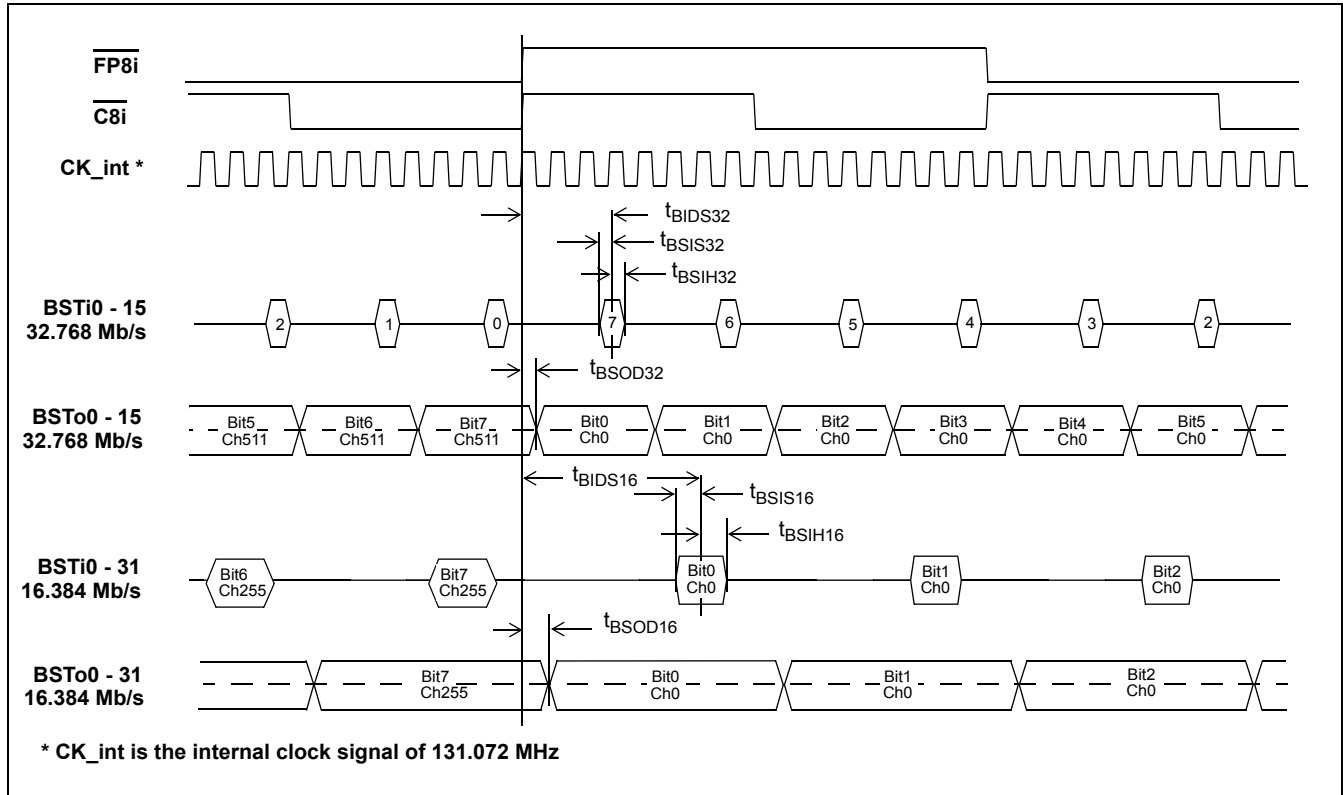 FP8i
C8i
CK_int *
tBIDS32
tBSIS32
tBSIH32
BSTi0 - 15
32.768 Mb/s
2 1 0 7 6 5 4 3 2
tBSOD32
BSTo0 - 15
32.768 Mb/s
Bit5 Bit6 Bit7 Bit0 Bit1 Bit2 Bit3 Bit4 Bit5
Ch511 Ch511 Ch511 Ch0 Ch0 Ch0 Ch0 Ch0 Ch0
tBIDS16
tBSIS16
tBSIH16
BSTi0 - 31
16.384 Mb/s
Bit6 Bit7 Bit0 Bit1 Bit2
Ch255 Ch255 Ch0 Ch0 Ch0
tBSOD16
BSTo0 - 31
16.384 Mb/s
Bit7 Bit0 Bit1 Bit2
Ch255 Ch0 Ch0 Ch0
* CK_int is the internal clock signal of 131.072 MHz